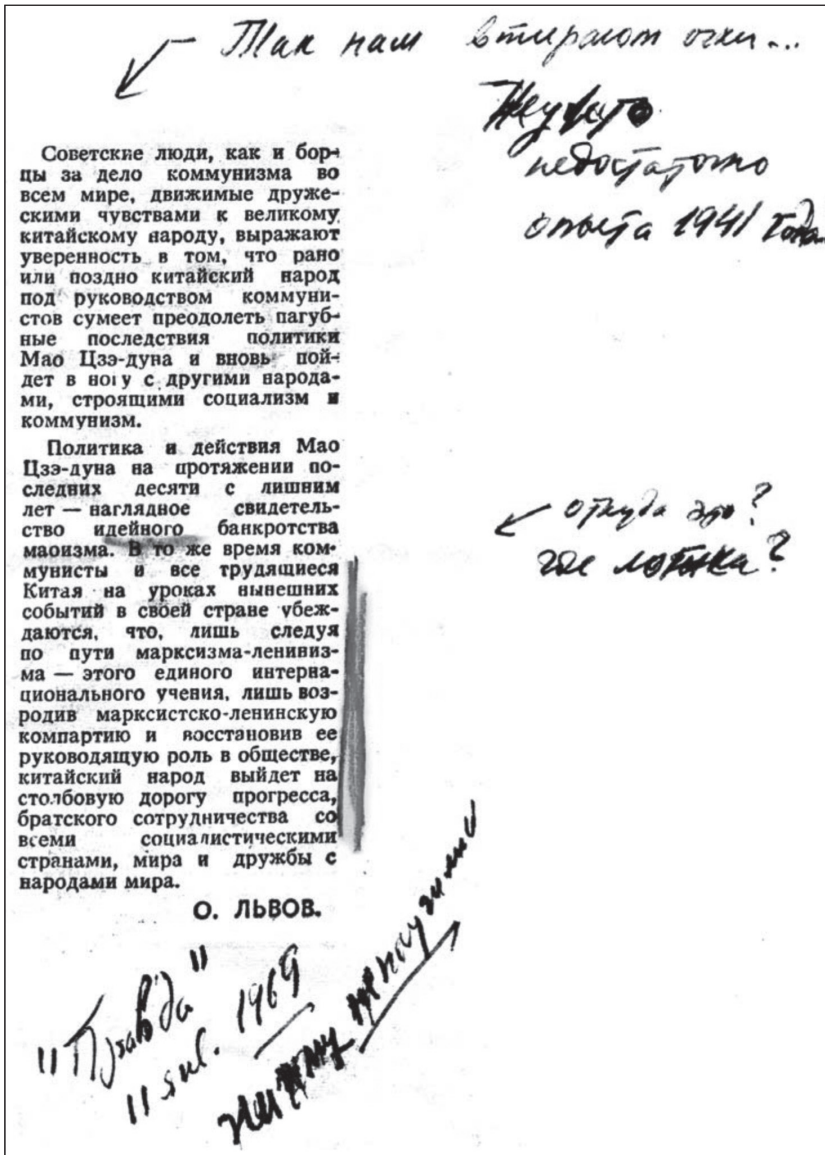 Так нам втирают очки...
Неужто
недостаточно
опыта 1941 года
Советские люди, как и бор-
цы за дело коммунизма во
всем мире, движимые друже-
скими чувствами к великому
китайскому народу, выражают
уверенность в том, что рано
или поздно китайский народ
под руководством коммуни-
стов сумеет преодолеть пагуб-
ные последствия политики
Мао Цзэ-дуна и вновь пой-
дет в ногу с другими народа-
ми, строящими социализм и
коммунизм.
Политика и действия Мао
Цзэ-дуна на протяжении по-
следних десяти с лишним
лет — наглядное свидетель-
ство идейного банкротства
маоизма. В то же время ком-
мунисты и все трудящиеся
Китая на уроках нынешних
событий в своей стране убеж-
даются, что, лишь следуя
по пути марксизма-ленинизм-
ма — этого единого интерна-
ционального учения, лишь воз-
родив марксистско-ленинскую
компартию и восстановив ее
руководящую роль в обществе,
китайский народ выйдет на
столбовую дорогу прогресса,
братского сотрудничества со
всеми социалистическими
странами, мира и дружбы с
народами мира.
О. ЛЬВОВ.
откуда это?
где логика?
"Правда"
11 янв. 1969
не научила